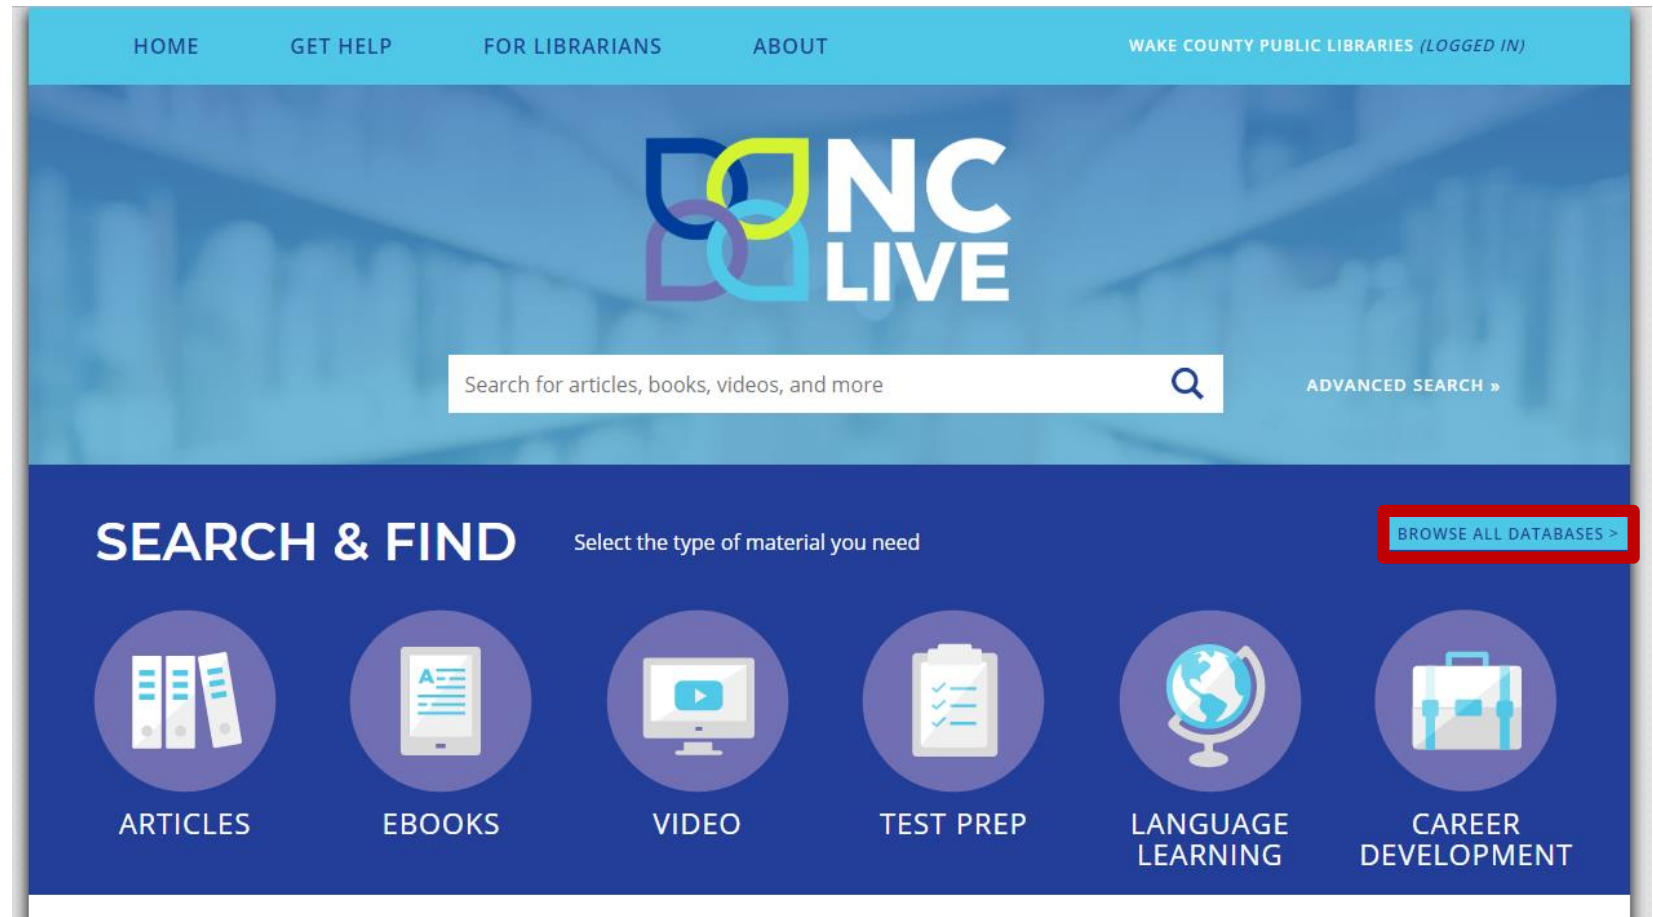 HOME GET HELP FOR LIBRARIANS ABOUT WAKE COUNTY PUBLIC LIBRARIES (LOGGED IN)
NC
LIVE
Search for articles, books, videos, and more
ADVANCED SEARCH »
SEARCH & FIND Select the type of material you need BROWSE ALL DATABASES >
A
ARTICLES
EBOOKS
VIDEO
TEST PREP
LANGUAGE
LEARNING
CAREER
DEVELOPMENT